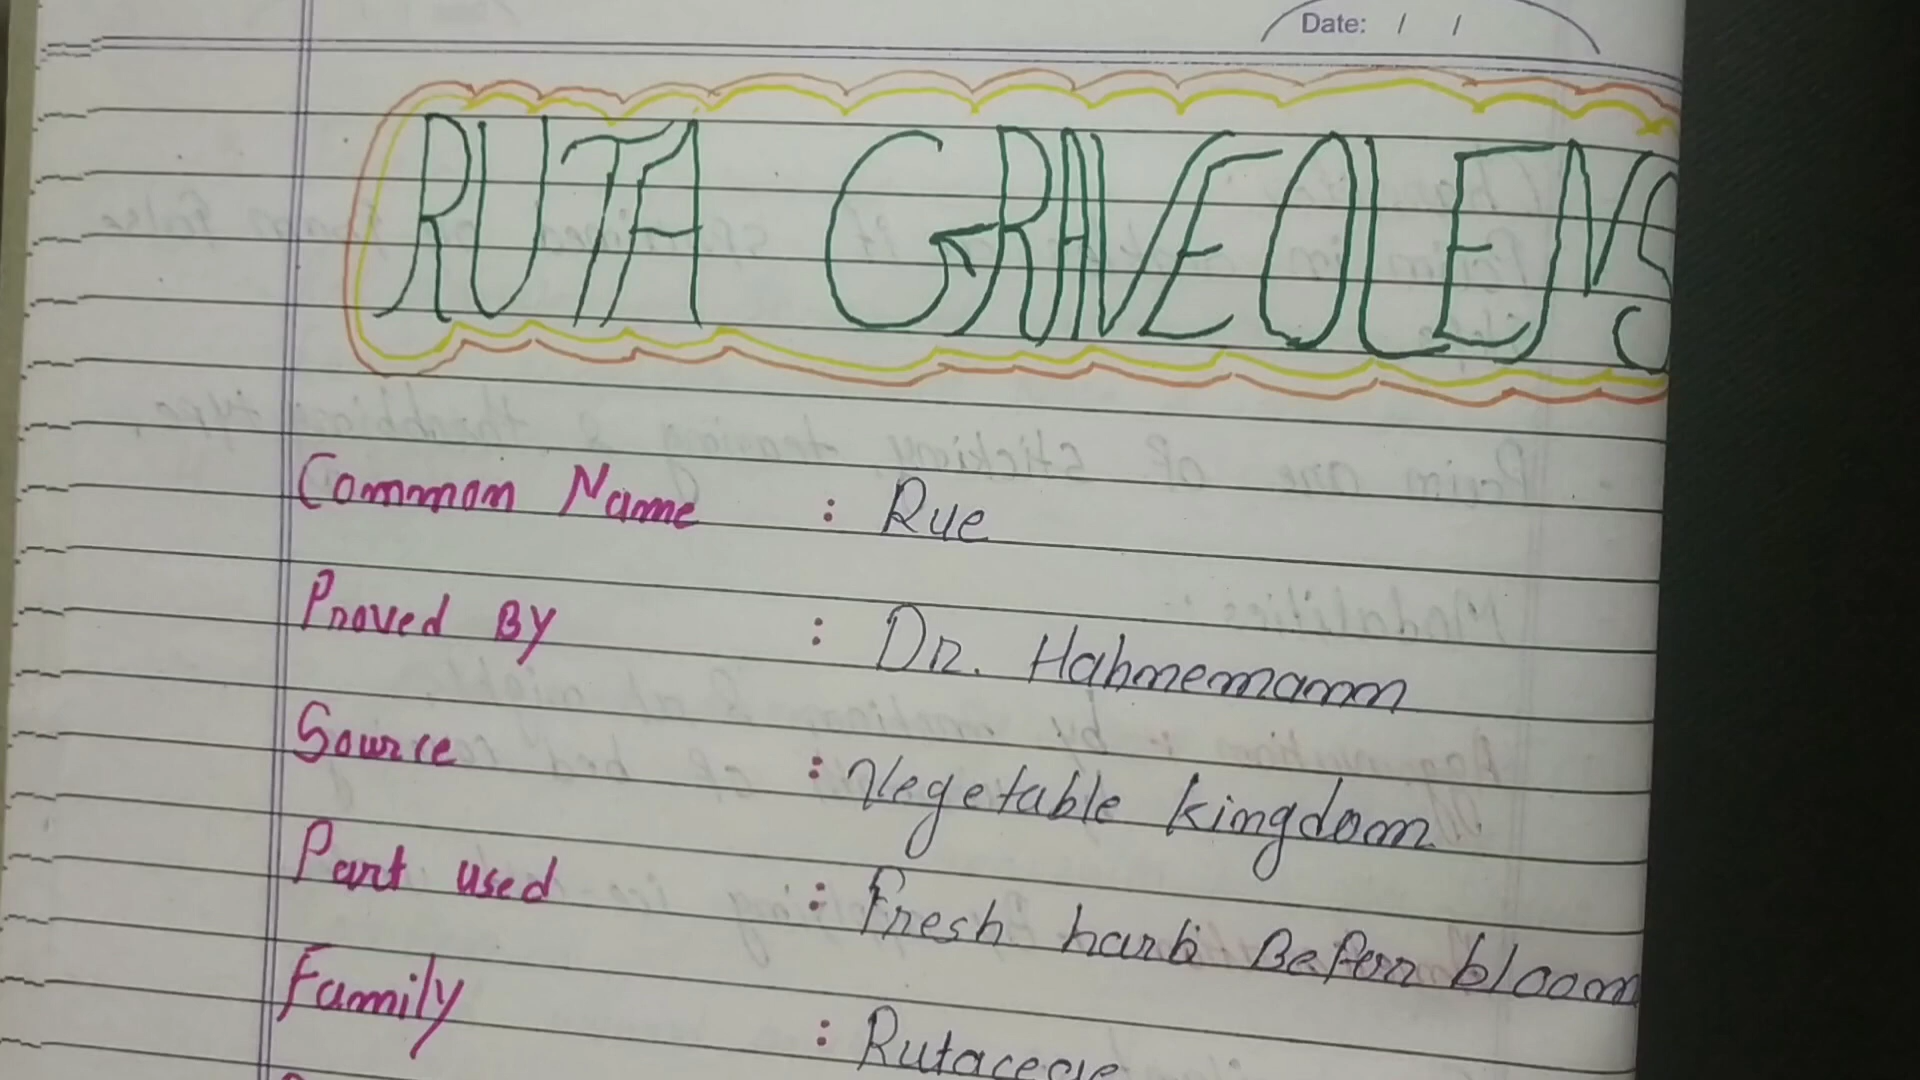 Date: / /
RUTA GRAVEOLENS
Common Name : Rue
Proved By : Dr. Hahnemann
Source : Vegetable kingdom
Part used : Fresh harb Before bloom
Family : Rutaceae